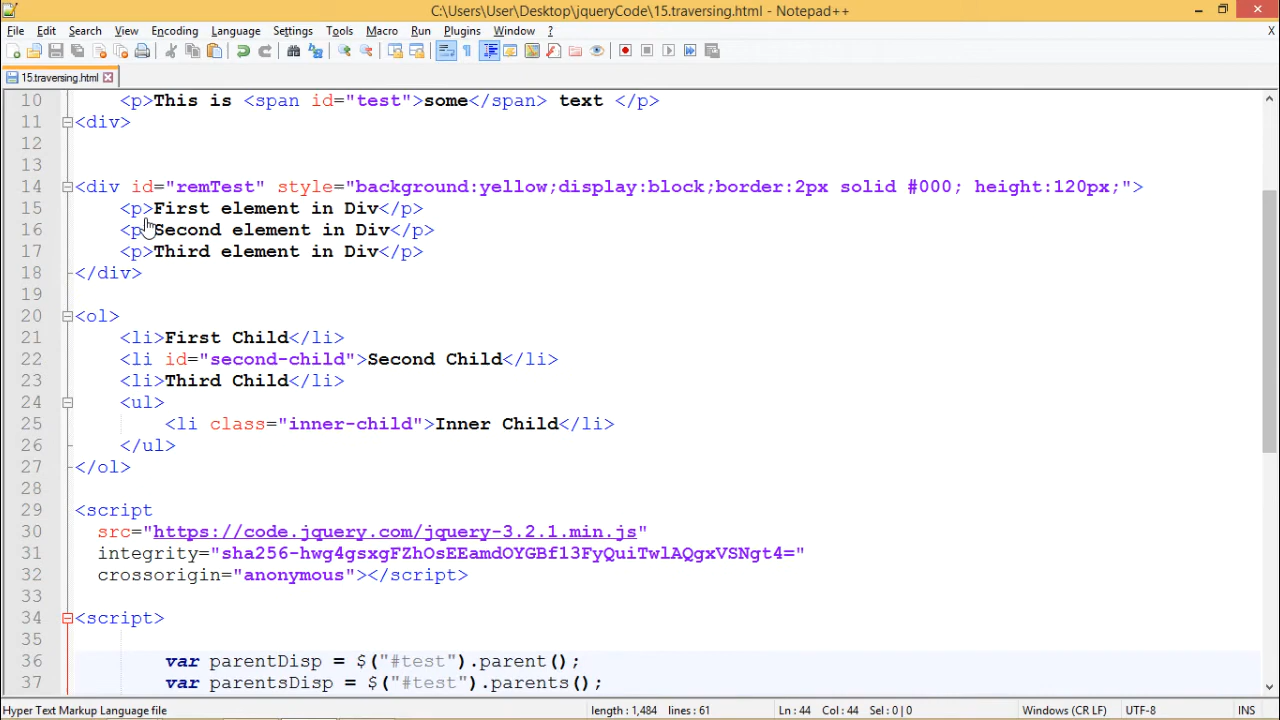 C:\Users\User\Desktop\jqueryCode\15.traversing.html - Notepad++
File Edit Search View Encoding Language Settings Tools Macro Run Plugins Window ? X
15.traversing.html
10 <p>This is <span id="test">some</span> text </p>
11 <div>
12
13
14 <div id="remTest" style="background:yellow;display:block;border:2px solid #000; height:120px;">
15 <p>First element in Div</p>
16 <p>Second element in Div</p>
17 <p>Third element in Div</p>
18 </div>
19
20 <ol>
21 <li>First Child</li>
22 <li id="second-child">Second Child</li>
23 <li>Third Child</li>
24 <ul>
25 <li class="inner-child">Inner Child</li>
26 </ul>
27 </ol>
28
29 <script
30 src="https://code.jquery.com/jquery-3.2.1.min.js"
31 integrity="sha256-hwg4gsxgFZhOsEEamdOYGBf13FyQuiTwlAQgxVSNgt4="
32 crossorigin="anonymous"></script>
33
34 <script>
35
36 var parentDisp = $("#test").parent();
37 var parentsDisp = $("#test").parents();
Hyper Text Markup Language file length : 1,484 lines : 61 Ln : 44 Col : 44 Sel : 0 | 0 Windows (CR LF) UTF-8 INS